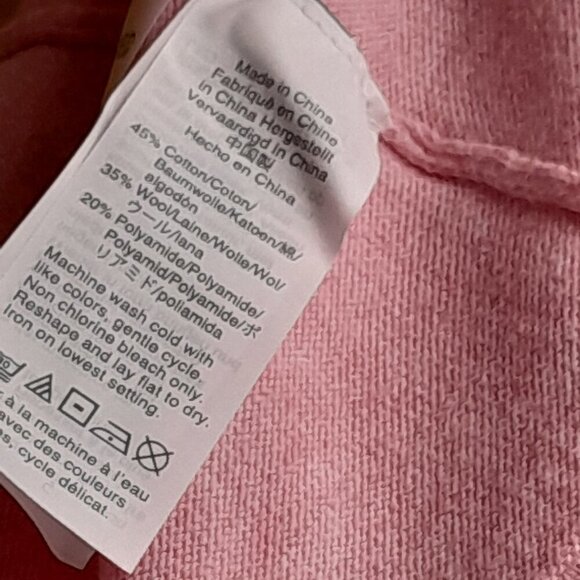 Made in China
Fabriqué en Chine
in China Hergestellt
Vervaardigd in China
中国製
Hecho en China
45% Cotton/Coton/
Baumwolle/Katoen/綿/
algodón
35% Wool/Laine/Wolle/Wol/
ウール/lana
20% Polyamide/Polyamide/
Polyamid/Polyamide/ポ
リアミド/poliamida
Machine wash cold with
like colors, gentle cycle.
Non chlorine bleach only.
Reshape and lay flat to dry.
Iron on lowest setting.
à la machine à l'eau
avec des couleurs
cycle délicat.